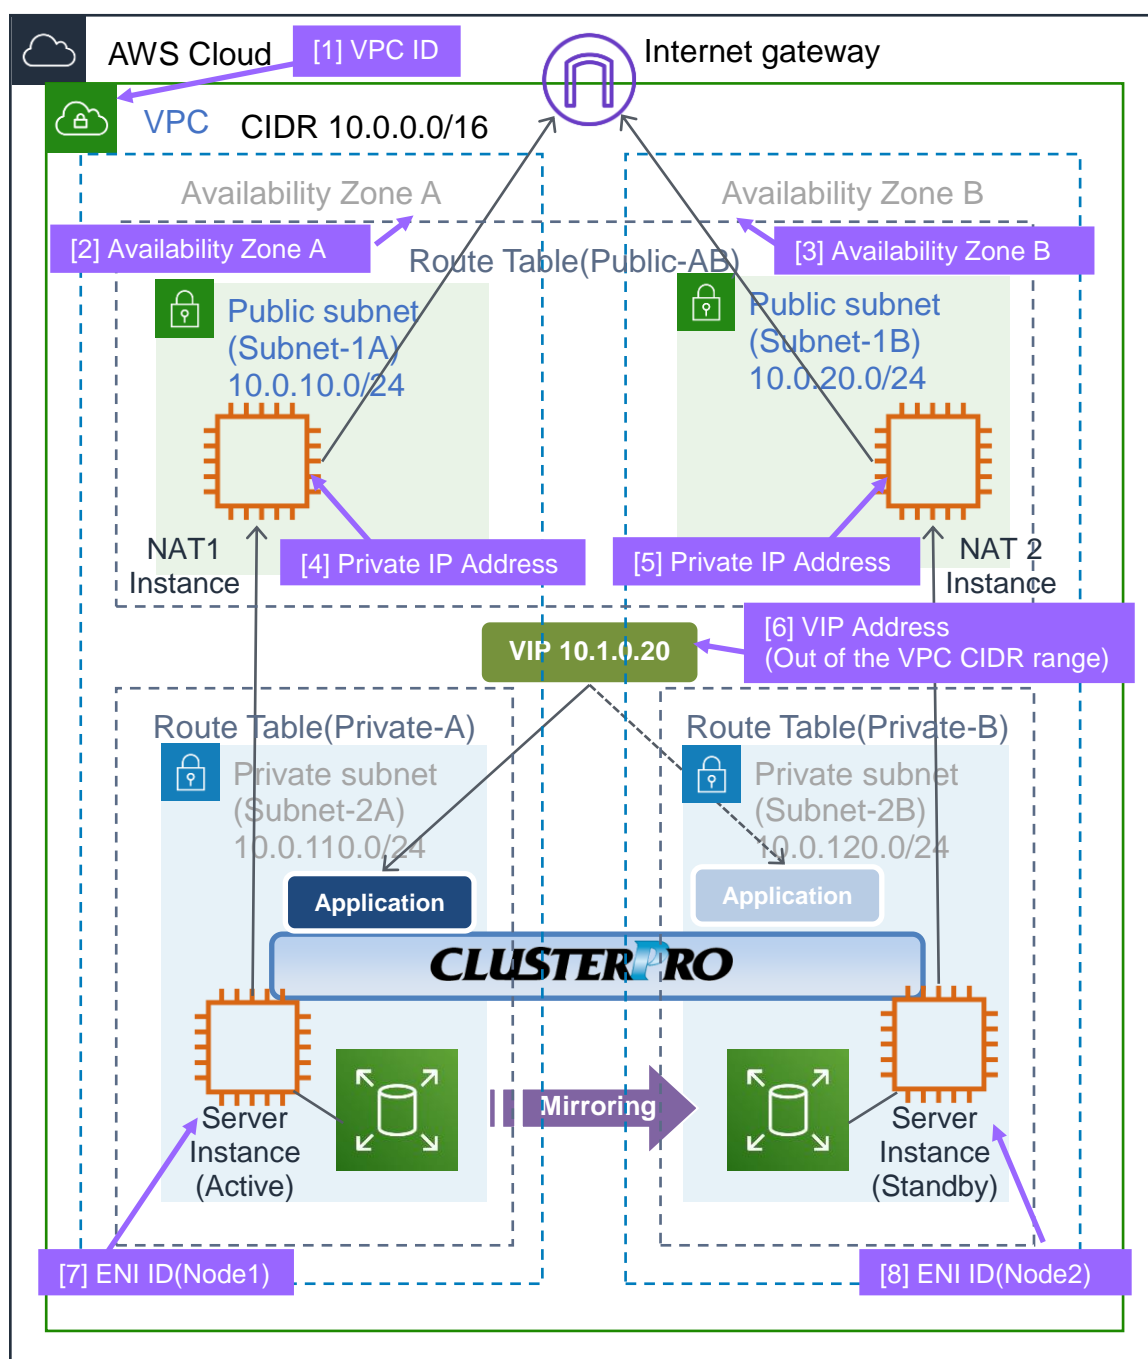 AWS Cloud
[1] VPC ID
Internet gateway
VPC
CIDR 10.0.0.0/16
Availability Zone A
Availability Zone B
[2] Availability Zone A
[3] Availability Zone B
Route Table(Public-AB)
Public subnet
(Subnet-1A)
10.0.10.0/24
Public subnet
(Subnet-1B)
10.0.20.0/24
NAT1
Instance
[4] Private IP Address
[5] Private IP Address
NAT 2
Instance
VIP 10.1.0.20
[6] VIP Address
(Out of the VPC CIDR range)
Route Table(Private-A)
Route Table(Private-B)
Private subnet
(Subnet-2A)
10.0.110.0/24
Private subnet
(Subnet-2B)
10.0.120.0/24
Application
Application
CLUSTERPRO
Mirroring
Server
Instance
(Active)
Server
Instance
(Standby)
[7] ENI ID(Node1)
[8] ENI ID(Node2)